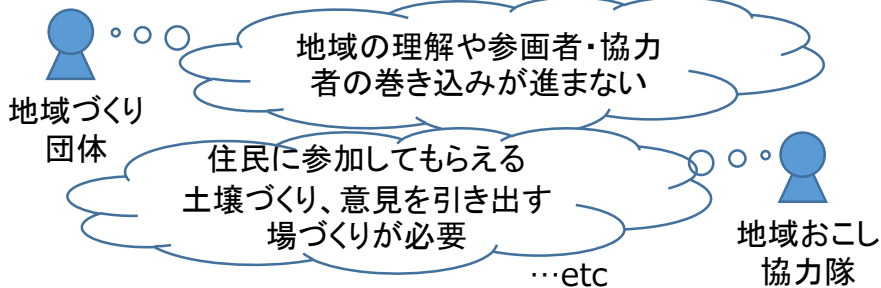 地域の理解や参画者・協力
者の巻き込みが進まない
地域づくり
団体
住民に参加してもらえる
土壌づくり、意見を引き出す
場づくりが必要
地域おこし
協力隊
…etc